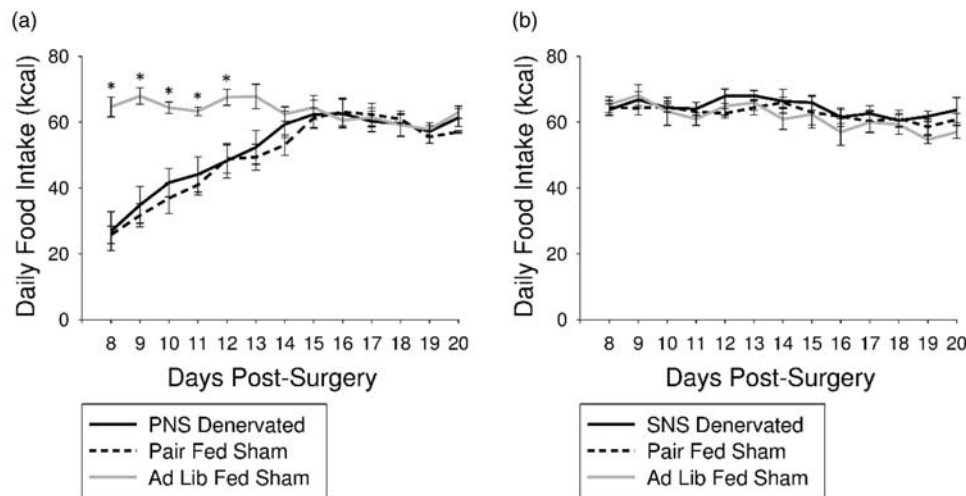 (a)
Daily Food Intake (kcal)
80
60
40
20
0
* * * * *
8 9 10 11 12 13 14 15 16 17 18 19 20
Days Post-Surgery
PNS Denervated
Pair Fed Sham
Ad Lib Fed Sham
(b)
Daily Food Intake (kcal)
80
60
40
20
0
8 9 10 11 12 13 14 15 16 17 18 19 20
Days Post-Surgery
SNS Denervated
Pair Fed Sham
Ad Lib Fed Sham